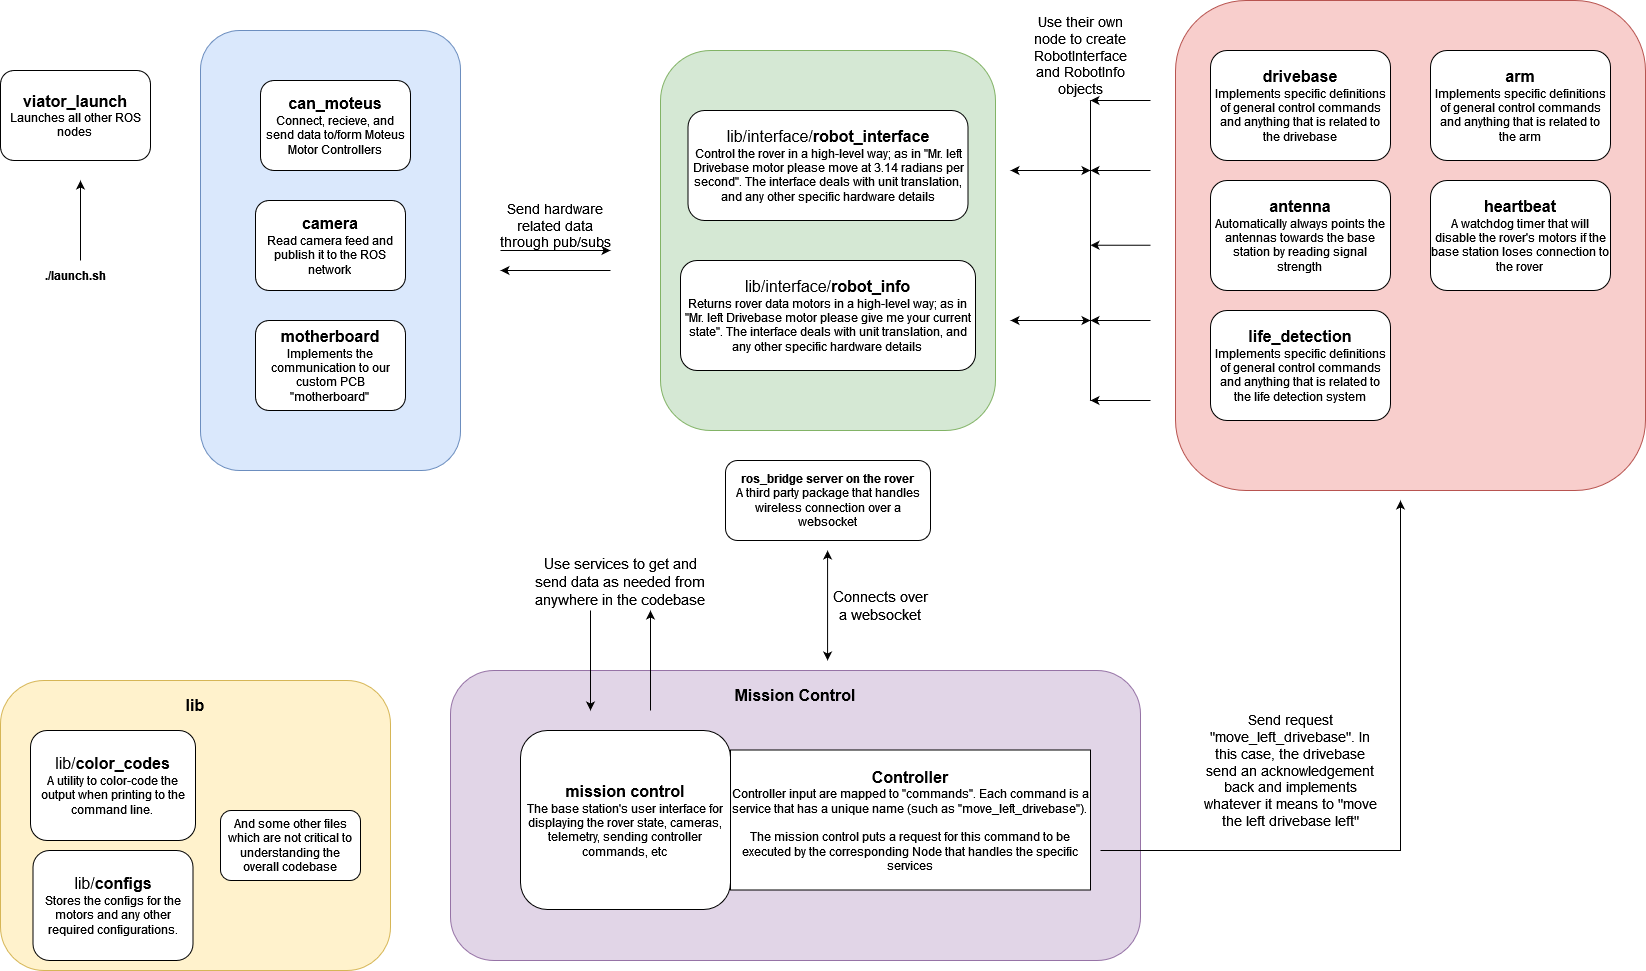 viator_launch
Launches all other ROS
nodes
./launch.sh
can_moteus
Connect, recieve, and
send data to/form Moteus
Motor Controllers
camera
Read camera feed and
publish it to the ROS
network
motherboard
Implements the
communication to our
custom PCB
"motherboard"
Send hardware
related data
through pub/subs
lib/interface/robot_interface
Control the rover in a high-level way; as in "Mr. left
Drivebase motor please move at 3.14 radians per
second". The interface deals with unit translation,
and any other specific hardware details
lib/interface/robot_info
Returns rover data motors in a high-level way; as in
"Mr. left Drivebase motor please give me your current
state". The interface deals with unit translation, and
any other specific hardware details
Use their own
node to create
RobotInterface
and RobotInfo
objects
drivebase
Implements specific definitions
of general control commands
and anything that is related to
the drivebase
arm
Implements specific definitions
of general control commands
and anything that is related to
the arm
antenna
Automatically always points the
antennas towards the base
station by reading signal
strength
heartbeat
A watchdog timer that will
disable the rover's motors if the
base station loses connection to
the rover
life_detection
Implements specific definitions
of general control commands
and anything that is related to
the life detection system
ros_bridge server on the rover
A third party package that handles
wireless connection over a
websocket
Use services to get and
send data as needed from
anywhere in the codebase
Connects over
a websocket
lib
lib/color_codes
A utility to color-code the
output when printing to the
command line.
lib/configs
Stores the configs for the
motors and any other
required configurations.
And some other files
which are not critical to
understanding the
overall codebase
Mission Control
mission control
The base station's user interface for
displaying the rover state, cameras,
telemetry, sending controller
commands, etc
Controller
Controller input are mapped to "commands". Each command is a
service that has a unique name (such as "move_left_drivebase").
The mission control puts a request for this command to be
executed by the corresponding Node that handles the specific
services
Send request
"move_left_drivebase". In
this case, the drivebase
send an acknowledgement
back and implements
whatever it means to "move
the left drivebase left"